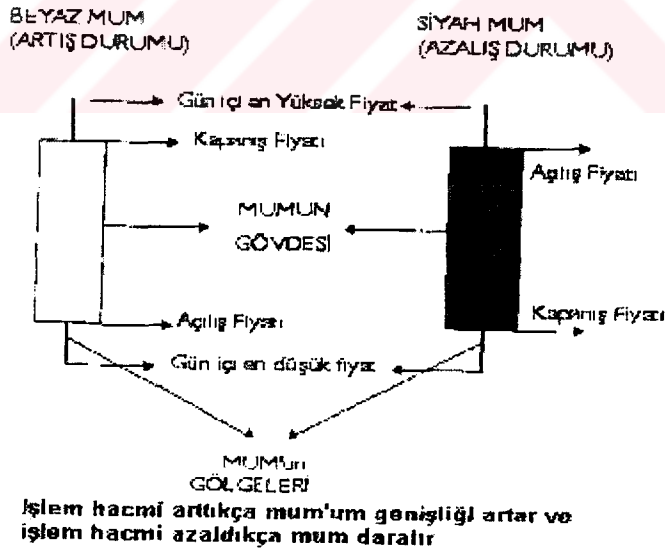 BEYAZ MUM
(ARTIŞ DURUMU)
SİYAH MUM
(AZALIŞ DURUMU)
Gün içi en Yüksek Fiyat
Kapanış Fiyatı
Açılış Fiyatı
MUMUN
GÖVDESİ
Açılış Fiyatı
Kapanış Fiyatı
Gün içi en düşük fiyat
MUM'un
GÖLGELERİ
İşlem hacmi arttıkça mum'um genişliği artar ve
işlem hacmi azaldıkça mum daralır